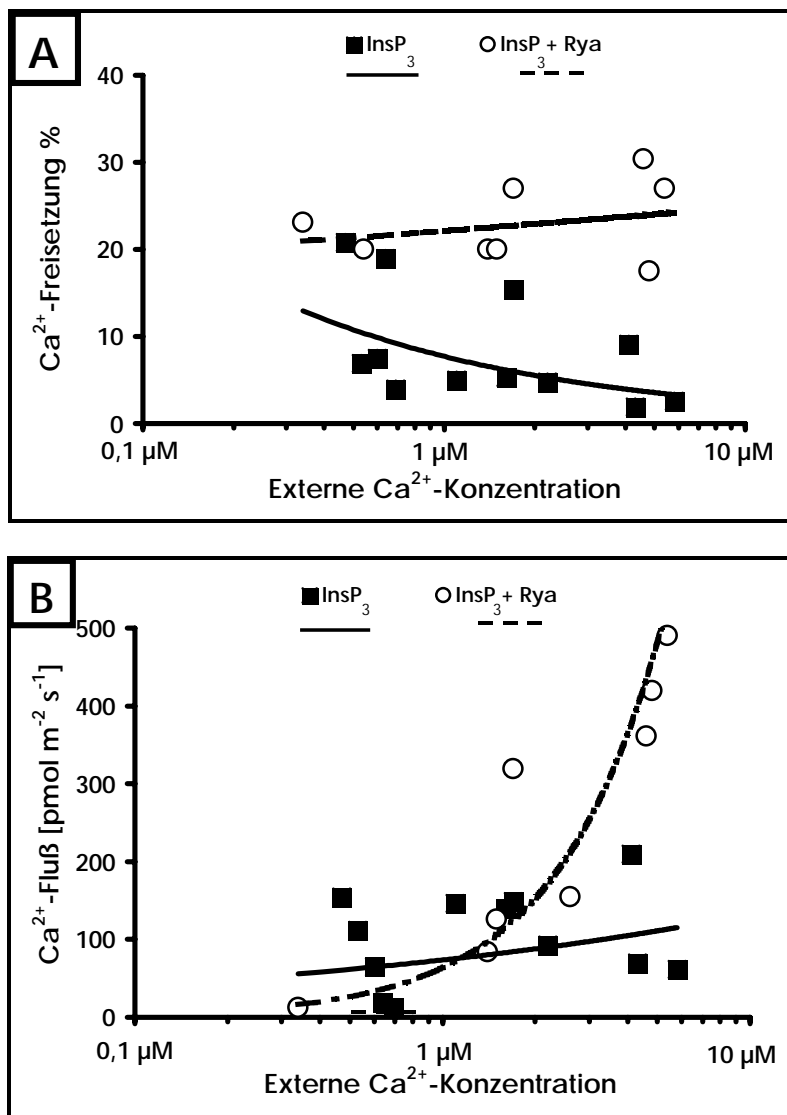 A
InsP3
InsP3 + Rya
40
30
20
10
0
Ca2+-Freisetzung %
0,1 µM
1 µM
10 µM
Externe Ca2+-Konzentration
B
InsP3
InsP3+ Rya
500
400
300
200
100
0
Ca2+-Fluß [pmol m-2 s-1]
0,1 µM
1 µM
10 µM
Externe Ca2+-Konzentration